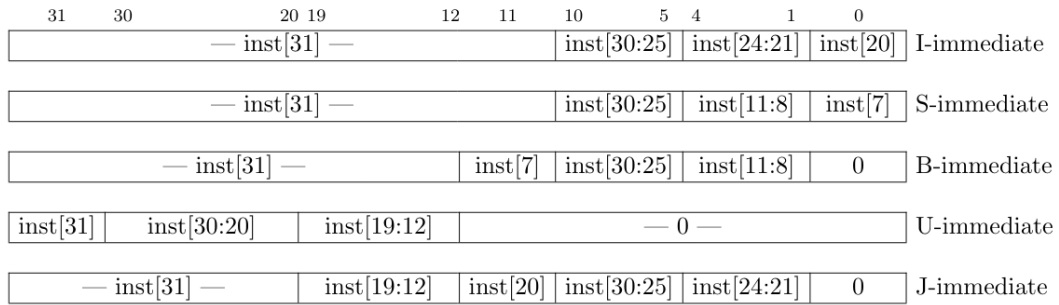 31 30 20 19 12 11 10 5 4 1 0
— inst[31] — inst[30:25] inst[24:21] inst[20] I-immediate
— inst[31] — inst[30:25] inst[11:8] inst[7] S-immediate
— inst[31] — inst[7] inst[30:25] inst[11:8] 0 B-immediate
inst[31] inst[30:20] inst[19:12] — 0 — U-immediate
— inst[31] — inst[19:12] inst[20] inst[30:25] inst[24:21] 0 J-immediate